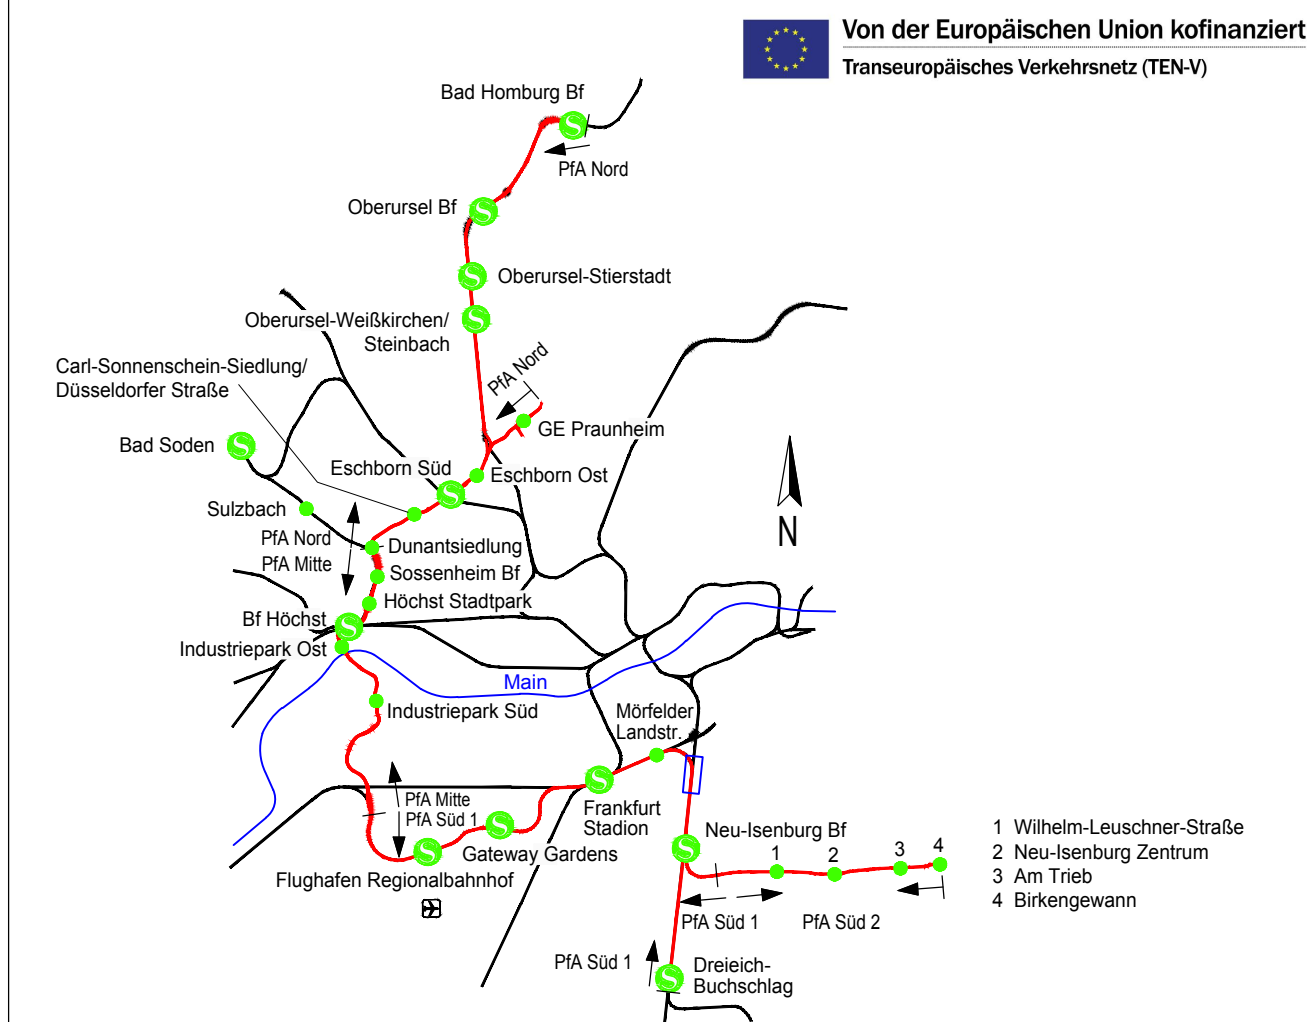 Von der Europäischen Union kofinanziert
Transeuropäisches Verkehrsnetz (TEN-V)
Bad Homburg Bf
PfA Nord
Oberursel Bf
Oberursel-Stierstadt
Oberursel-Weißkirchen/
Steinbach
PfA Nord
Carl-Sonnenschein-Siedlung/
Düsseldorfer Straße
GE Praunheim
Bad Soden
Eschborn Süd
Eschborn Ost
Sulzbach
PfA Nord
PfA Mitte
Dunantsiedlung
Sossenheim Bf
Höchst Stadtpark
Bf Höchst
Industriepark Ost
N
Main
Industriepark Süd
Mörfelder
Landstr.
PfA Mitte
PfA Süd 1
Frankfurt
Stadion
Gateway Gardens
Flughafen Regionalbahnhof
Neu-Isenburg Bf
1
2
3
4
1 Wilhelm-Leuschner-Straße
2 Neu-Isenburg Zentrum
3 Am Trieb
4 Birkengewann
PfA Süd 1
PfA Süd 2
PfA Süd 1
Dreieich-
Buchschlag